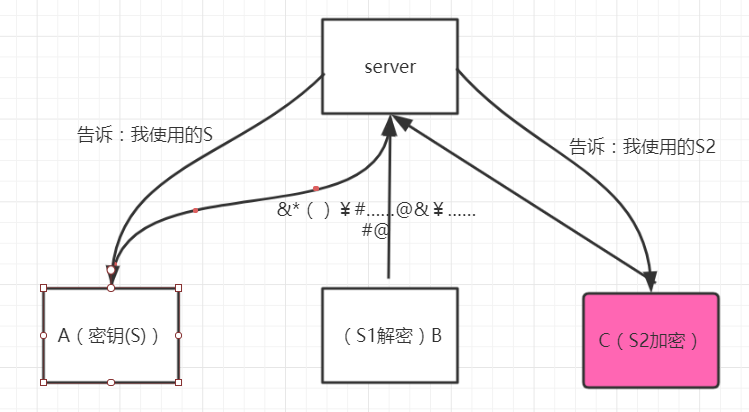 server
告诉：我使用的S
告诉：我使用的S2
&*（ ）￥#……@&￥……
#@
A（密钥(S)）
（S1解密）B
C（S2加密）